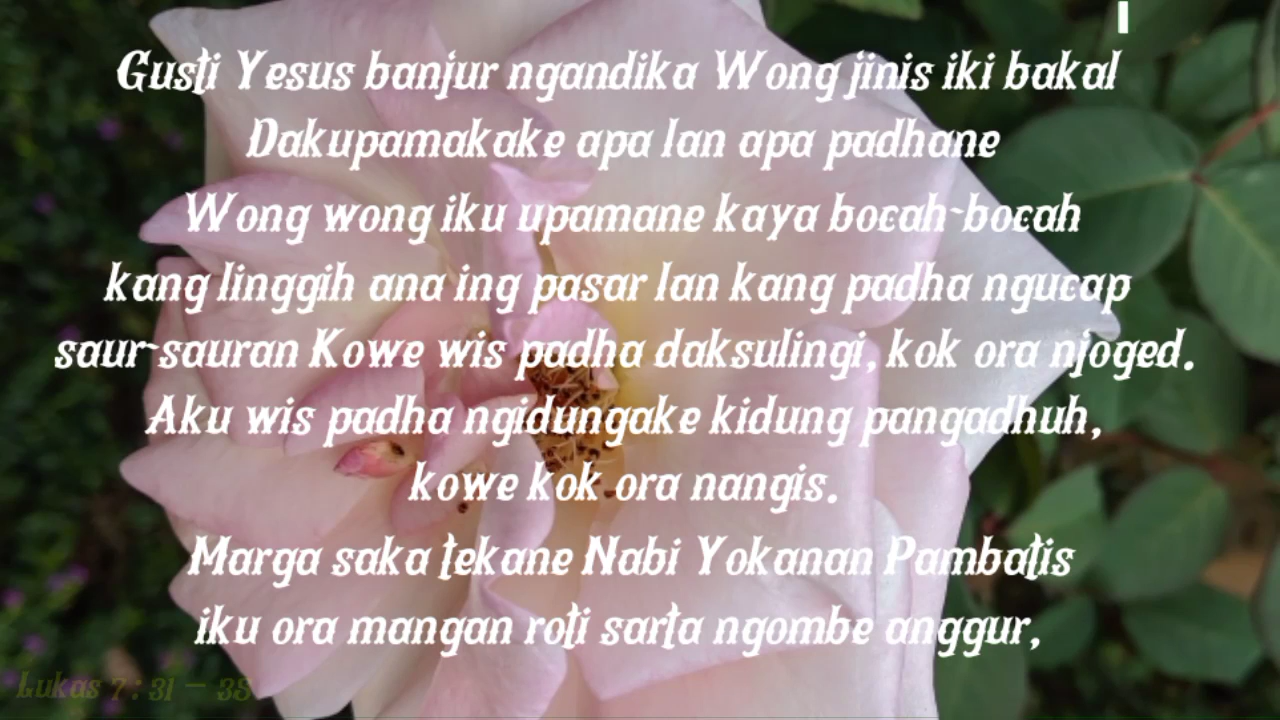 Gusti Yesus banjur ngandika Wong jinis iki bakal
Dakupamakake apa lan apa padhane
Wong wong iku upamane kaya bocah-bocah
kang linggih ana ing pasar lan kang padha ngucap
saur-sauran Kowe wis padha daksulingi, kok ora njoged.
Aku wis padha ngidungake kidung pangadhuh,
kowe kok ora nangis.
Marga saka tekane Nabi Yokanan Pambatis
iku ora mangan roti sarta ngombe anggur,
Lukas 7 : 31 - 35